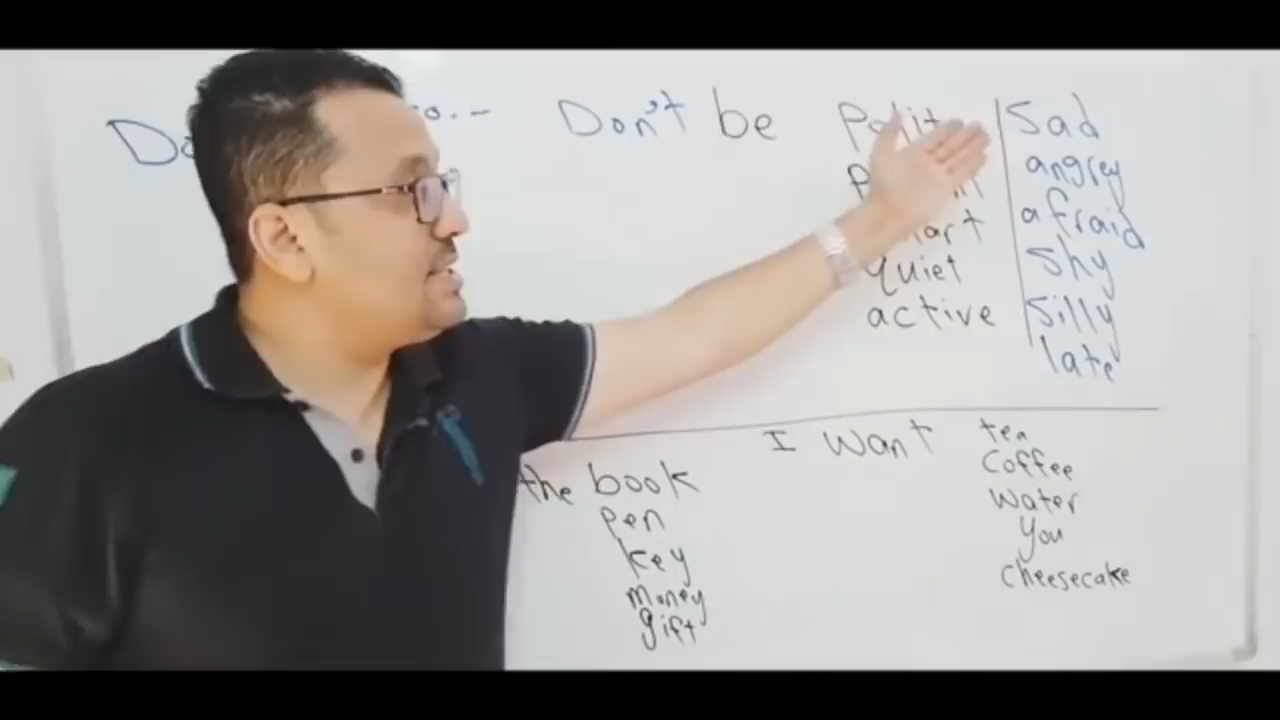 Don't be
sad
angrey
afraid
shy
quiet
silly
active
late
I want
tea
coffee
water
you
cheesecake
the book
pen
key
money
gift